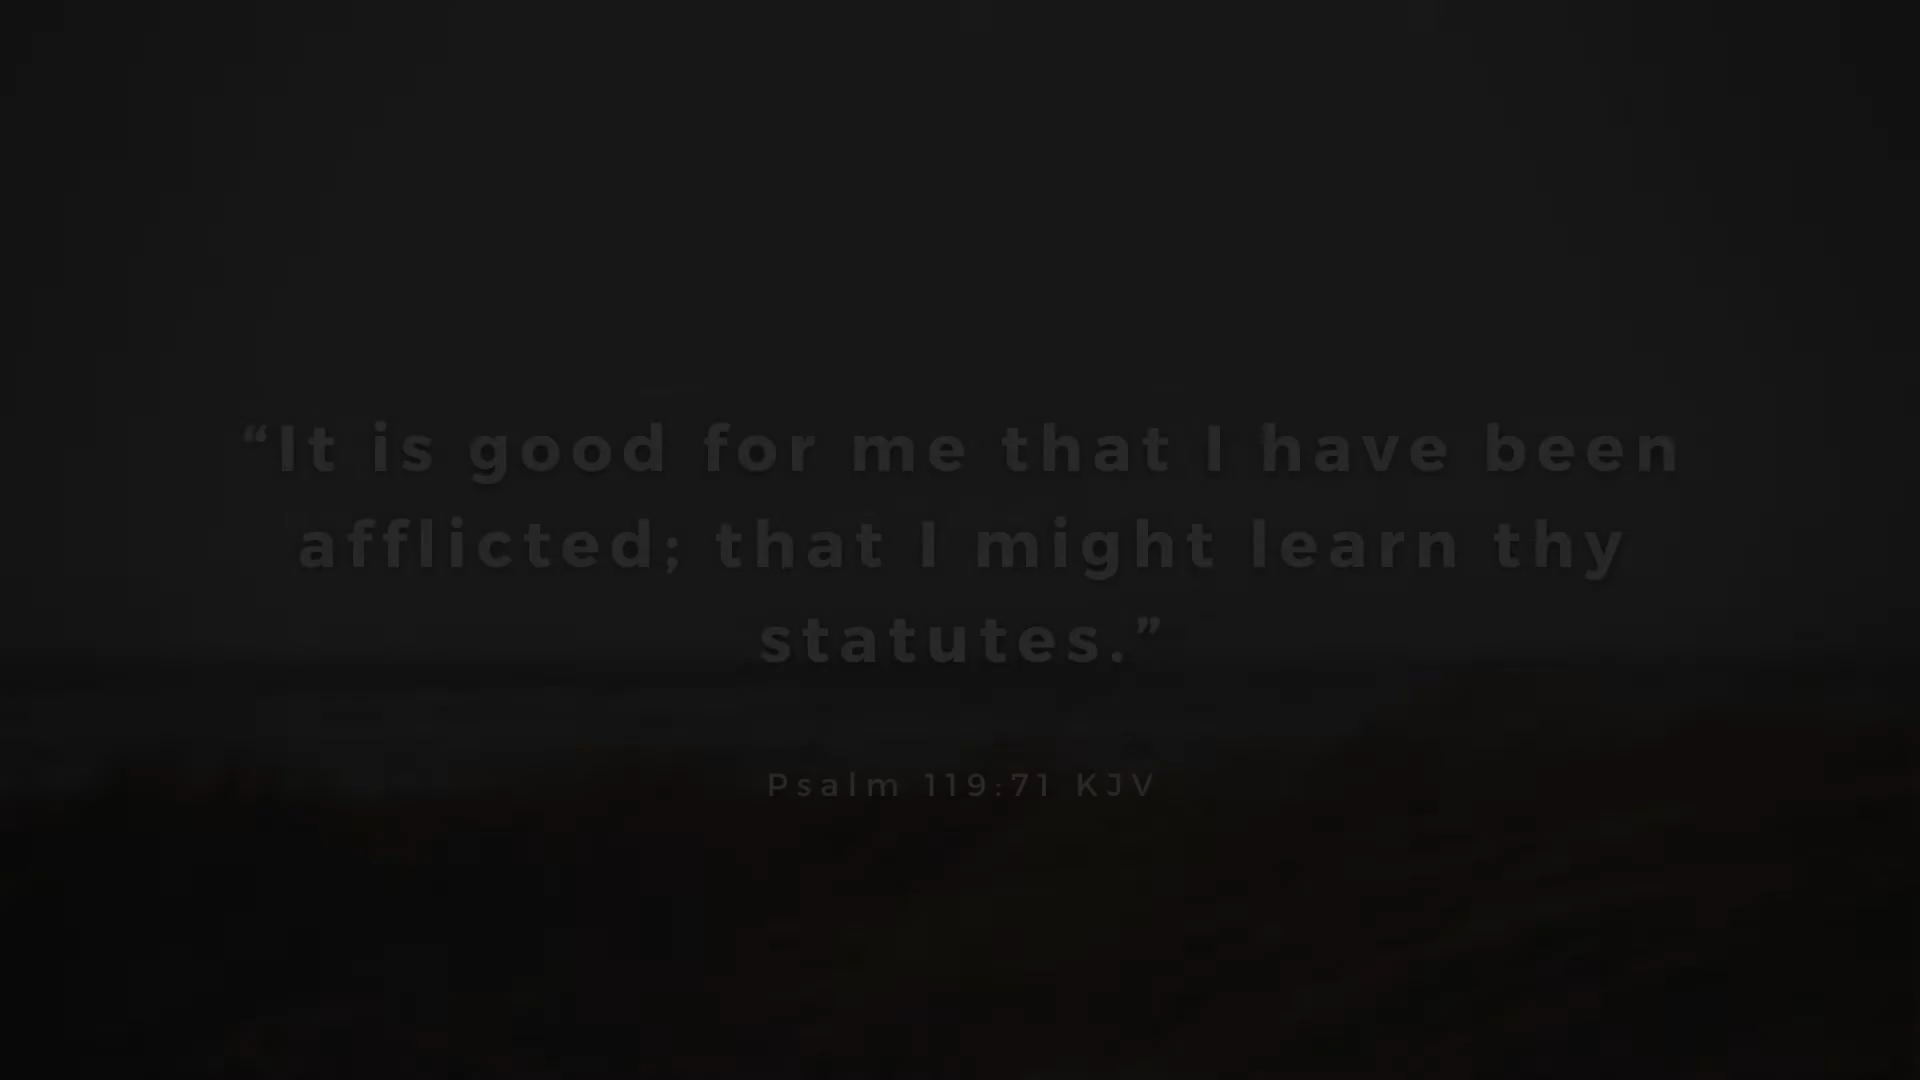 “It is good for me that I have been
afflicted; that I might learn thy
statutes.”
Psalm 119:71 KJV